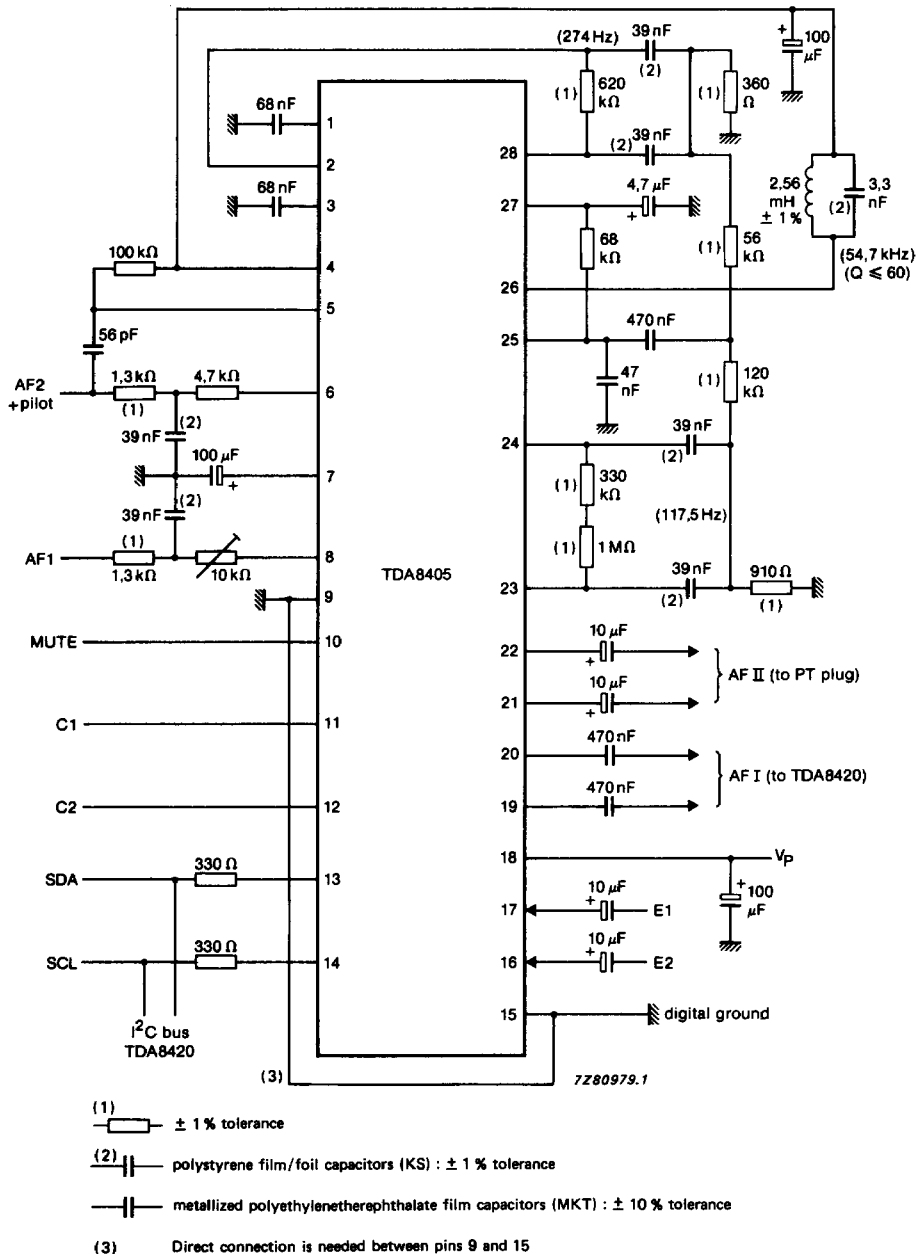 100
µF
+
39 nF
(274 Hz)
(2)
(1)
620
kΩ
(1)
360
Ω
68 nF
1
2
68 nF
3
100 kΩ
4
5
56 pF
AF2
+pilot
1,3 kΩ
(1)
4,7 kΩ
6
(2)
39 nF
100 µF
+
7
(2)
39 nF
AF1
(1)
1,3 kΩ
10 kΩ
8
9
MUTE
10
C1
11
C2
12
SDA
330 Ω
13
SCL
330 Ω
14
I²C bus
TDA8420
TDA8405
28
(2)
39 nF
27
4,7 µF
+
68
kΩ
(1)
56
kΩ
2,56
mH
± 1%
(2)
3,3
nF
(54,7 kHz)
(Q ≤ 60)
26
25
470 nF
47
nF
(1)
120
kΩ
24
39 nF
(2)
(1)
330
kΩ
(117,5 Hz)
(1)
1 MΩ
23
39 nF
(2)
910 Ω
(1)
22
10 µF
+
21
10 µF
+
AF II (to PT plug)
20
470 nF
19
470 nF
AF I (to TDA8420)
18
VP
+
100
µF
17
10 µF
+
E1
16
10 µF
+
E2
15
digital ground
(3)
7Z80979.1
(1)
± 1 % tolerance
(2)
polystyrene film/foil capacitors (KS) : ± 1 % tolerance
metallized polyethylenetherephthalate film capacitors (MKT) : ± 10 % tolerance
(3) Direct connection is needed between pins 9 and 15